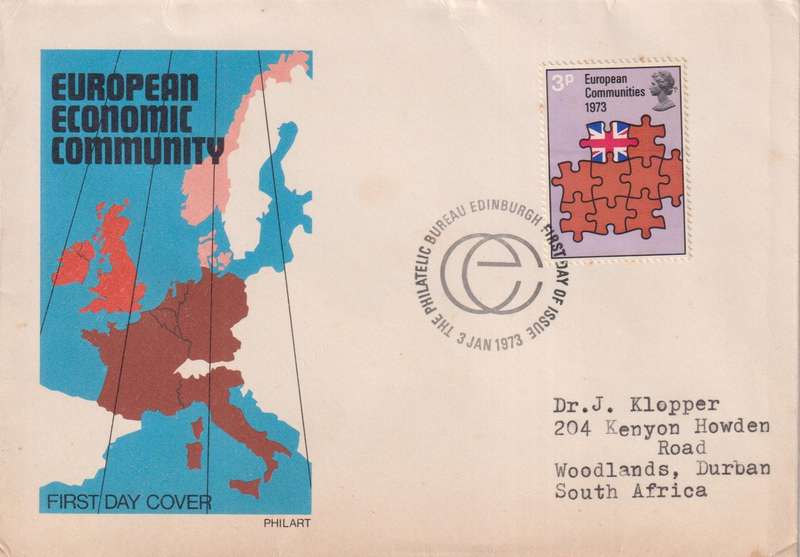 EUROPEAN
ECONOMIC
COMMUNITY
FIRST DAY COVER
PHILART
3P
European
Communities
1973
THE PHILATELIC BUREAU EDINBURGH FIRST DAY OF ISSUE
3 JAN 1973
Dr.J. Klopper
204 Kenyon Howden
Road
Woodlands, Durban
South Africa